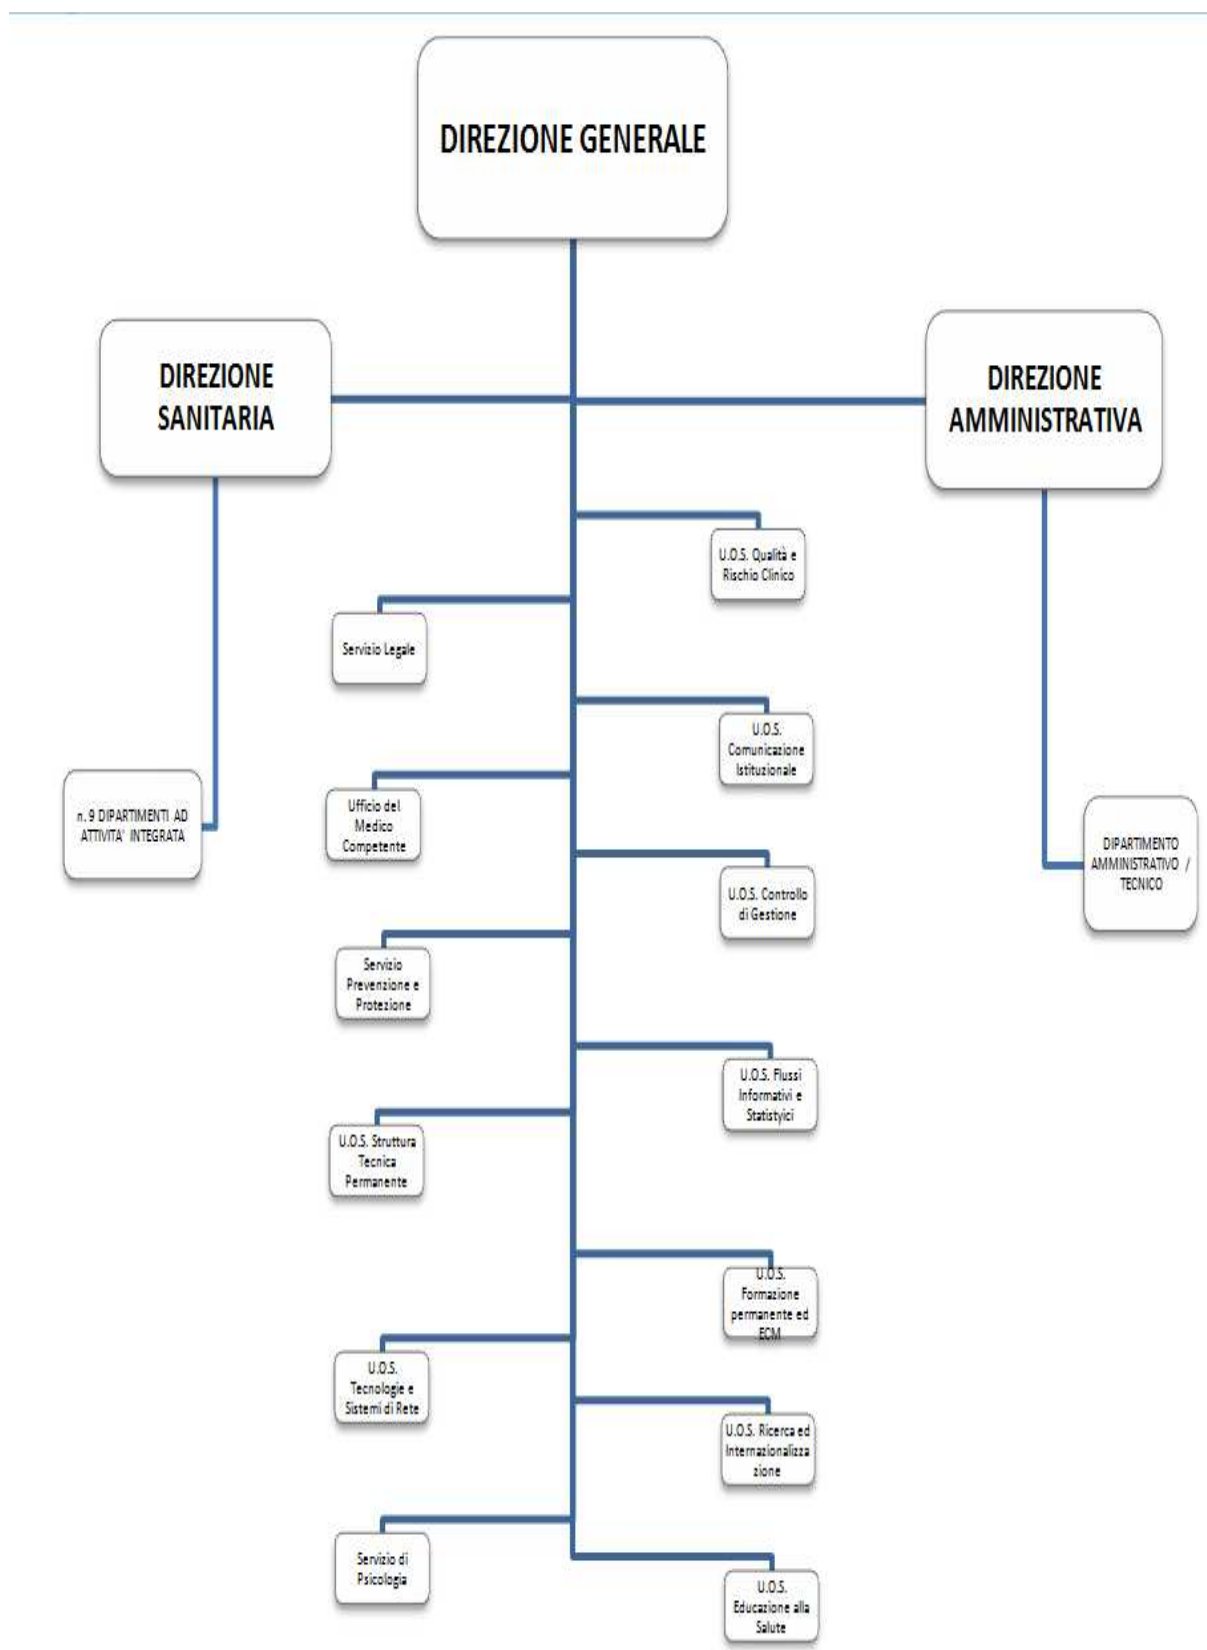 DIREZIONE GENERALE
DIREZIONE
SANITARIA
DIREZIONE
AMMINISTRATIVA
U.O.S. Qualità e
Rischio Clinico
Servizio Legale
U.O.S.
Comunicazione
Istituzionale
n. 9 DIPARTIMENTI AD
ATTIVITA' INTEGRATA
Ufficio del
Medico
Competente
DIPARTIMENTO
AMMINISTRATIVO /
TECNICO
U.O.S. Controllo
di Gestione
Servizio
Prevenzione e
Protezione
U.O.S. Flussi
Informativi e
Statistyici
U.O.S. Struttura
Tecnica
Permanente
U.O.S.
Formazione
permanente ed
ECM
U.O.S.
Tecnologie e
Sistemi di Rete
U.O.S. Ricerca ed
Internazionalizza
zione
Servizio di
Psicologia
U.O.S.
Educazione alla
Salute